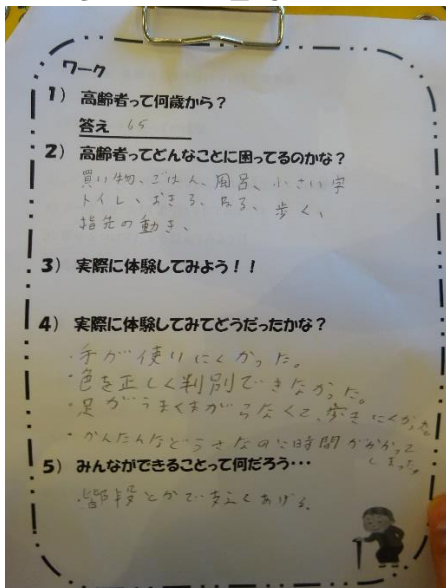 ワーク
1) 高齢者って何歳から?
答え 65
2) 高齢者ってどんなことに困ってるのかな?
買い物、ごはん、風呂、小さい字
トイレ、おきる、ねる、歩く、
指先の動き、
3) 実際に体験してみよう!!
4) 実際に体験してみてどうだったかな?
・手が使いにくかった。
・色を正しく判別できなかった。
・足がうまくまがらなくて、歩きにくかった。
・かんたんなどうさなのに時間がかかって
しまった。
5) みんなができることって何だろう…
・階段とかで支えてあげる。